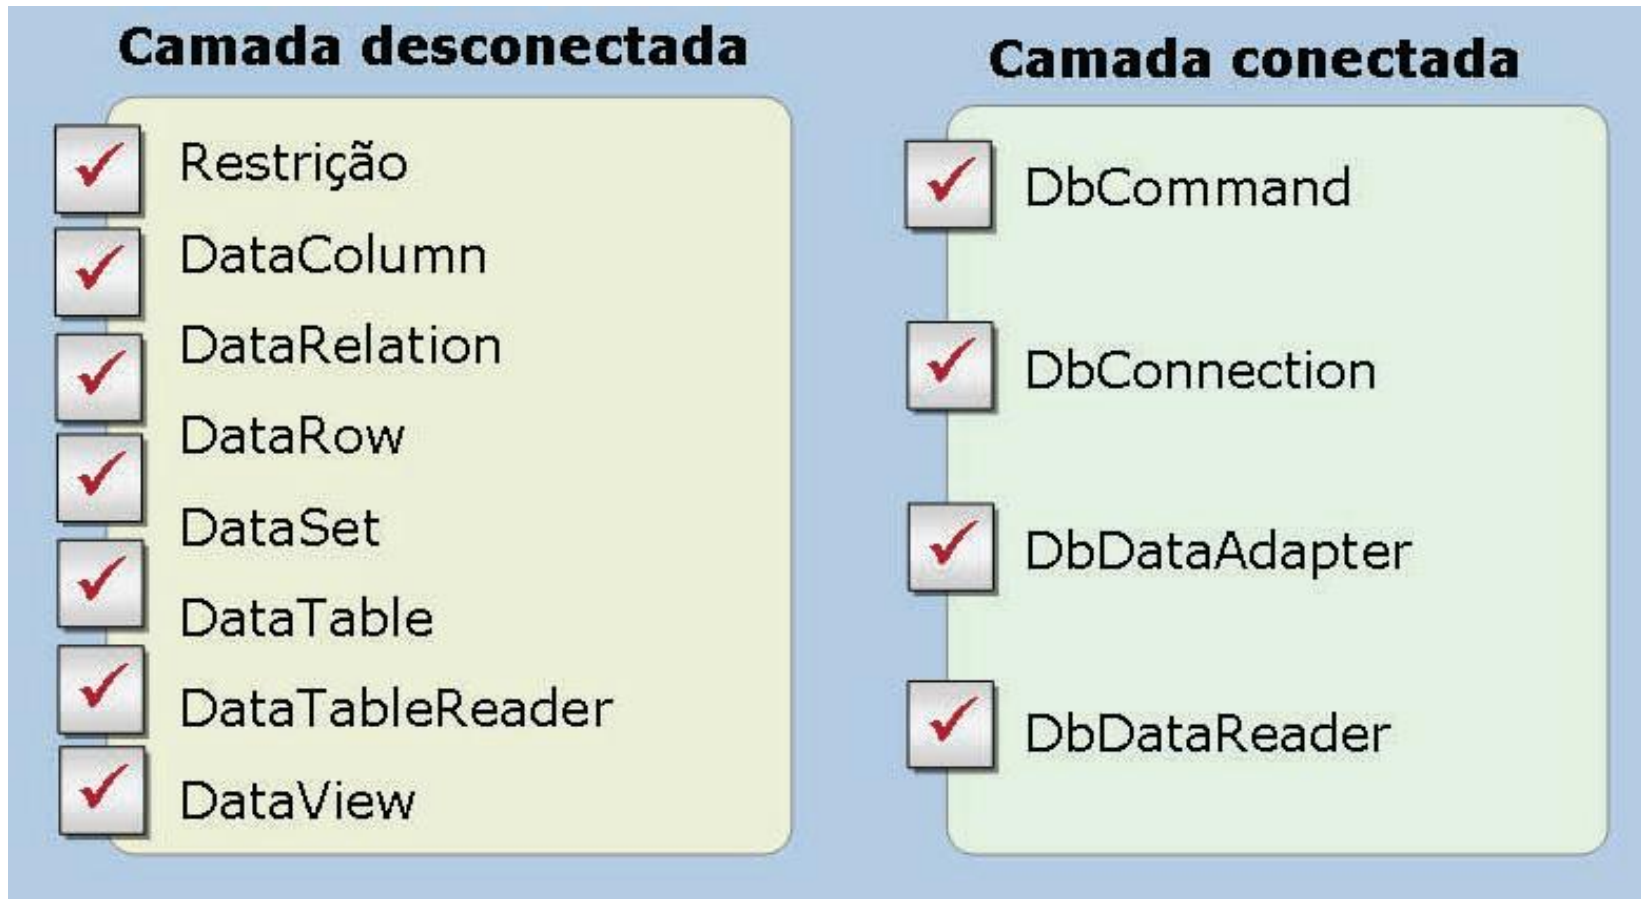 Camada desconectada
Restrição
DataColumn
DataRelation
DataRow
DataSet
DataTable
DataTableReader
DataView
Camada conectada
DbCommand
DbConnection
DbDataAdapter
DbDataReader